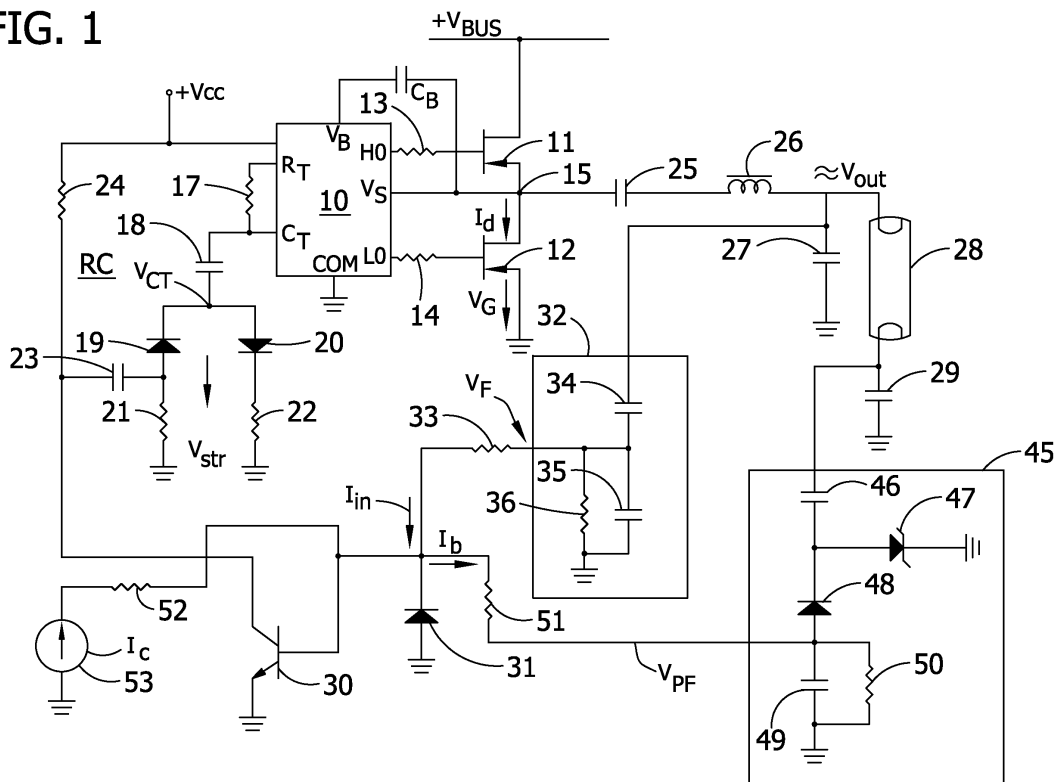 FIG. 1
+V_BUS
+Vcc
C_B
13
V_B
H0
11
R_T
17
10
V_S
15
25
26
≈V_out
24
18
C_T
I_d
RC
V_CT
COM
L0
14
12
V_G
27
28
19
20
32
23
21
22
V_str
V_F
33
34
29
35
36
45
46
47
I_in
I_b
48
52
51
50
I_c
53
30
31
V_PF
49